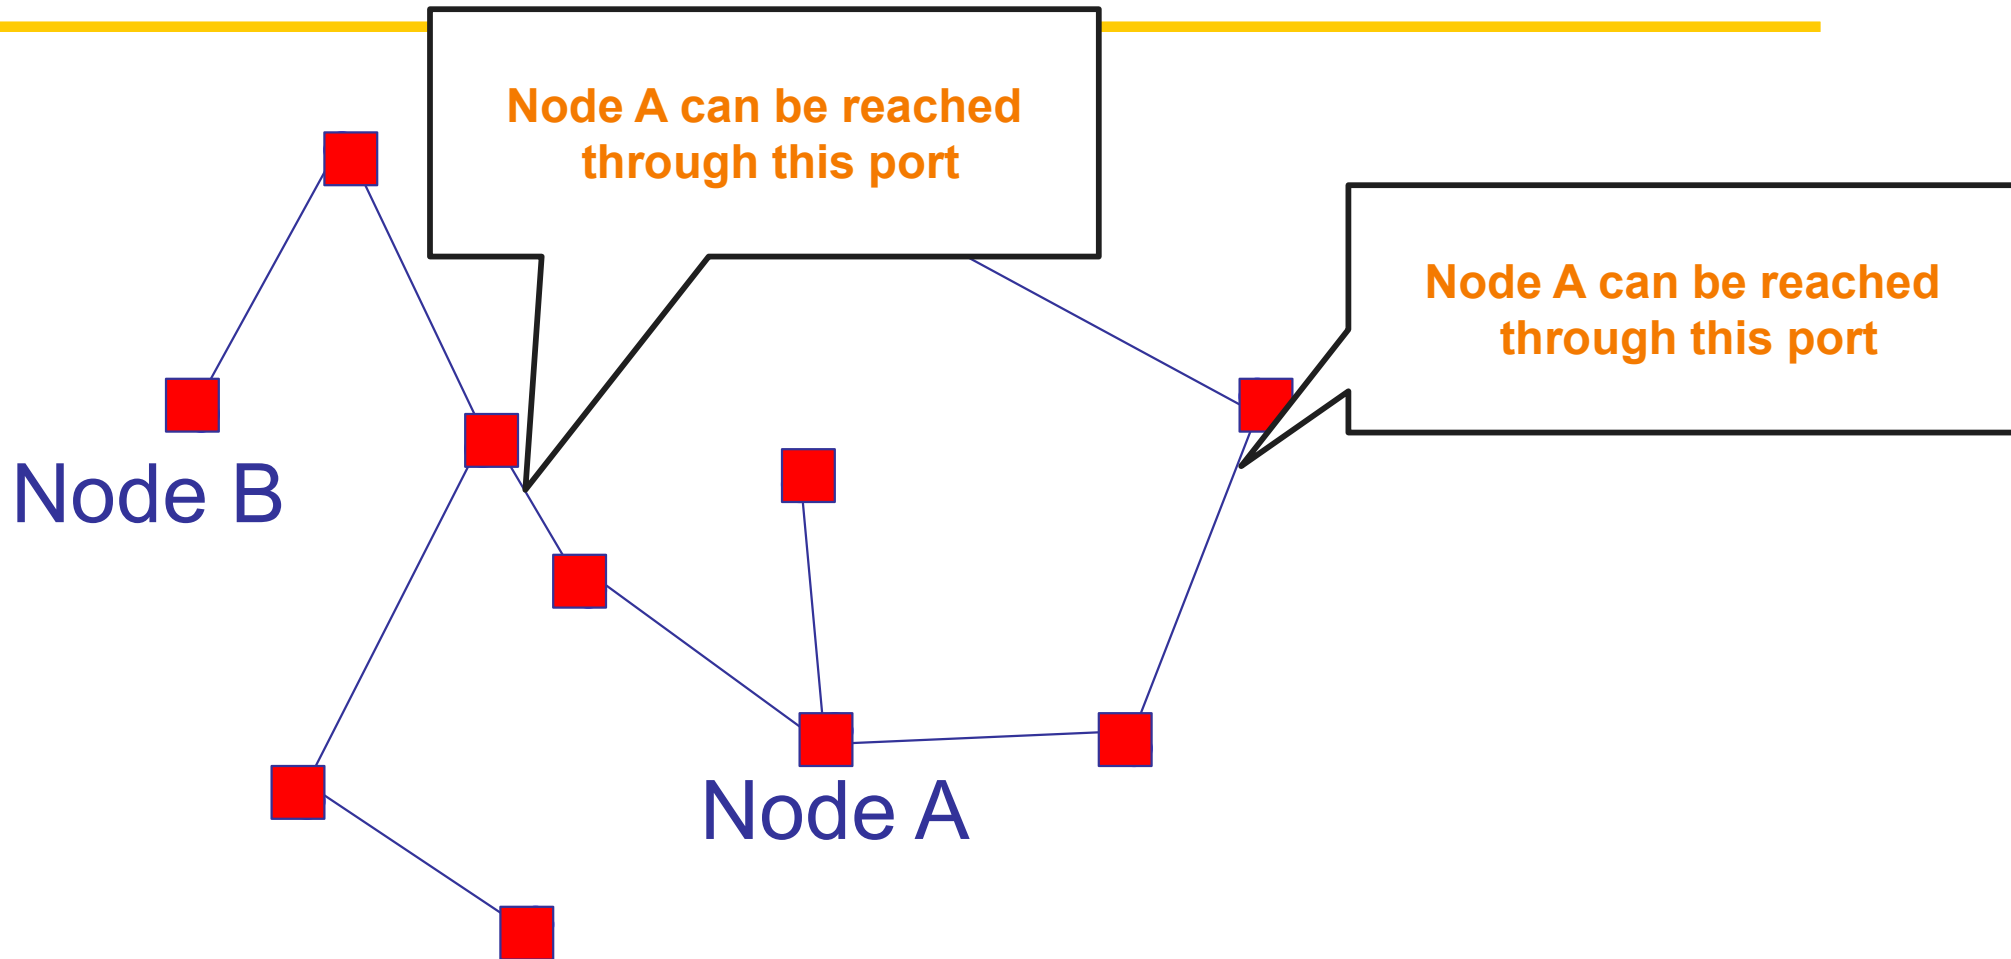 Node A can be reached
through this port
Node A can be reached
through this port
Node B
Node A